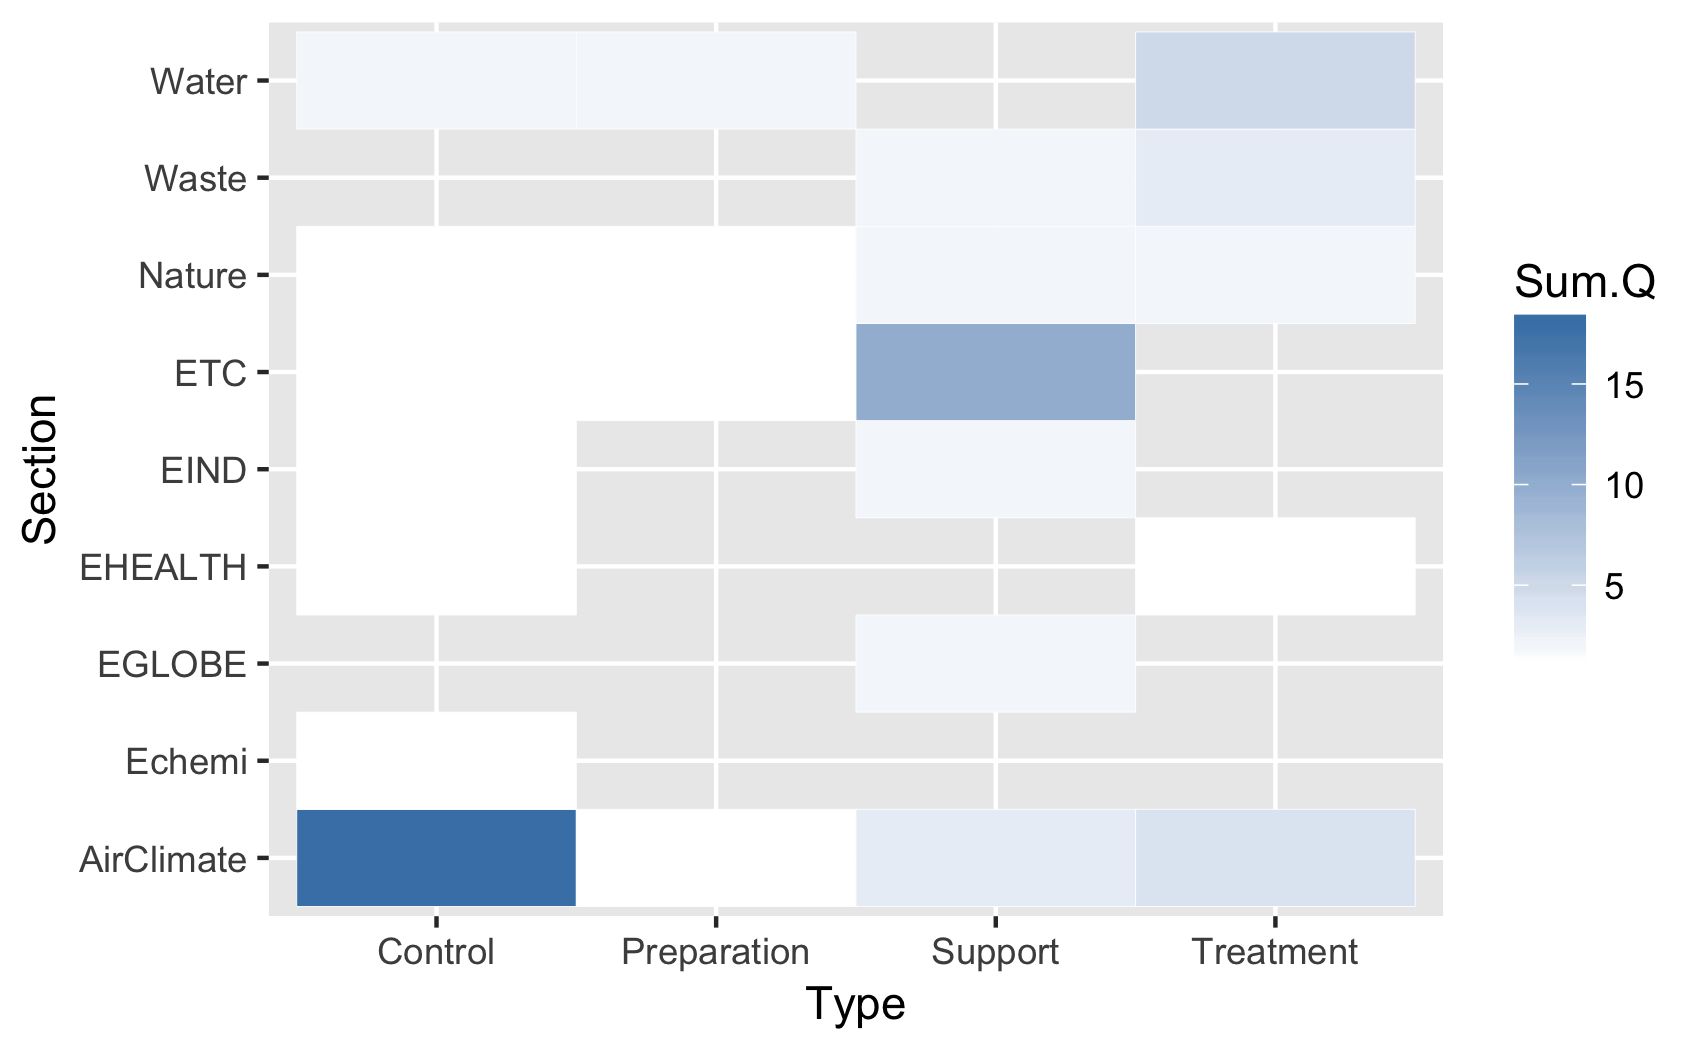 Water
Waste
Nature
ETC
EIND
EHEALTH
EGLOBE
Echemi
AirClimate
Section
Control Preparation Support Treatment
Type
Sum.Q
15
10
5